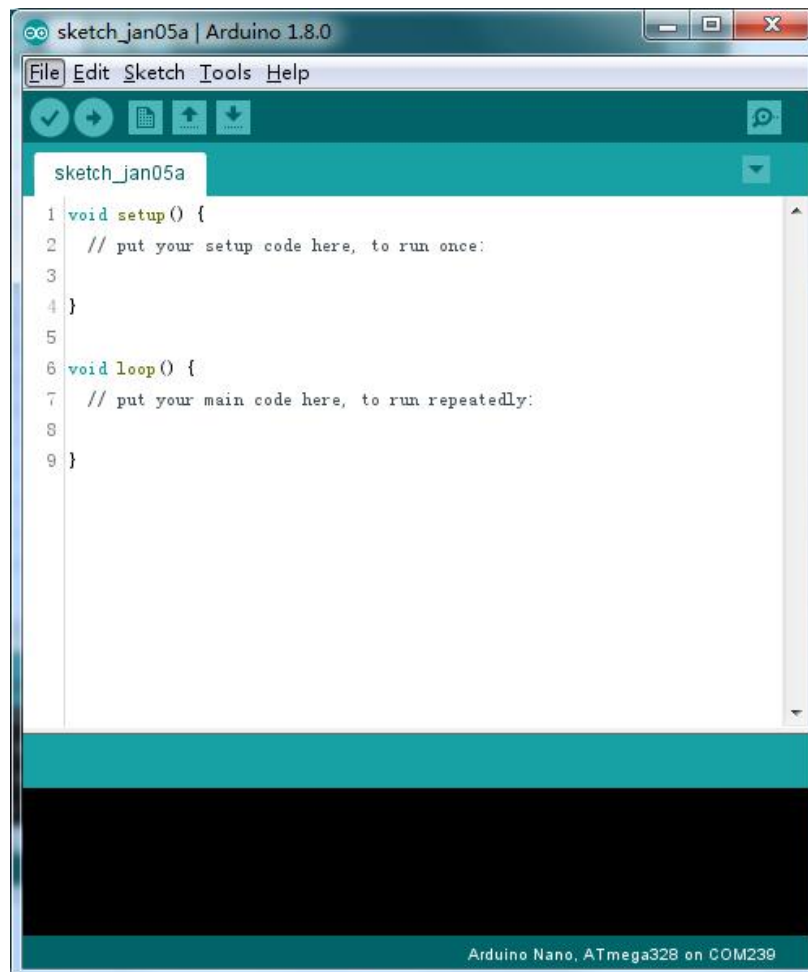 sketch_jan05a | Arduino 1.8.0
File Edit Sketch Tools Help
sketch_jan05a
1 void setup() {
2 // put your setup code here, to run once:
3
4 }
5
6 void loop() {
7 // put your main code here, to run repeatedly:
8
9 }
Arduino Nano, ATmega328 on COM239